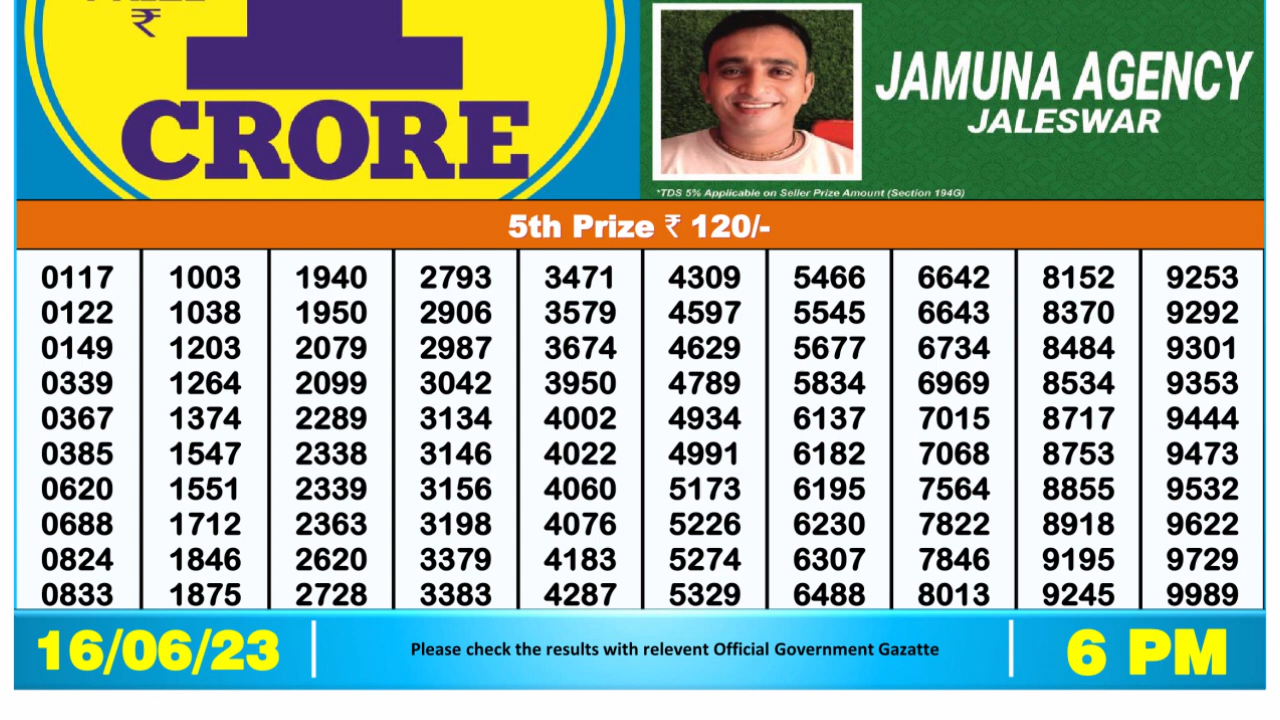 ₹
1
CRORE
JAMUNA AGENCY
JALESWAR
*TDS 5% Applicable on Seller Prize Amount (Section 194G)
5th Prize ₹ 120/-
0117 1003 1940 2793 3471 4309 5466 6642 8152 9253
0122 1038 1950 2906 3579 4597 5545 6643 8370 9292
0149 1203 2079 2987 3674 4629 5677 6734 8484 9301
0339 1264 2099 3042 3950 4789 5834 6969 8534 9353
0367 1374 2289 3134 4002 4934 6137 7015 8717 9444
0385 1547 2338 3146 4022 4991 6182 7068 8753 9473
0620 1551 2339 3156 4060 5173 6195 7564 8855 9532
0688 1712 2363 3198 4076 5226 6230 7822 8918 9622
0824 1846 2620 3379 4183 5274 6307 7846 9195 9729
0833 1875 2728 3383 4287 5329 6488 8013 9245 9989
16/06/23
Please check the results with relevent Official Government Gazatte
6 PM